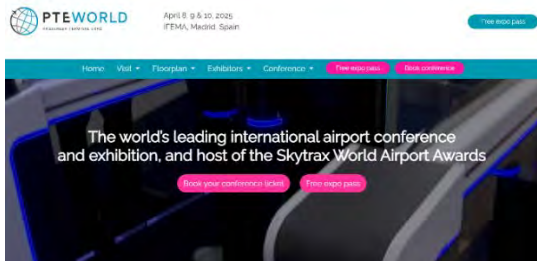 PTEWORLD
PASSENGER TERMINAL EXPO
April 8, 9 & 10, 2025
IFEMA, Madrid, Spain
Free expo pass
Home Visit Floorplan Exhibitors Conference Free expo pass Book conference
The world's leading international airport conference
and exhibition, and host of the Skytrax World Airport Awards
Book your conference ticket Free expo pass